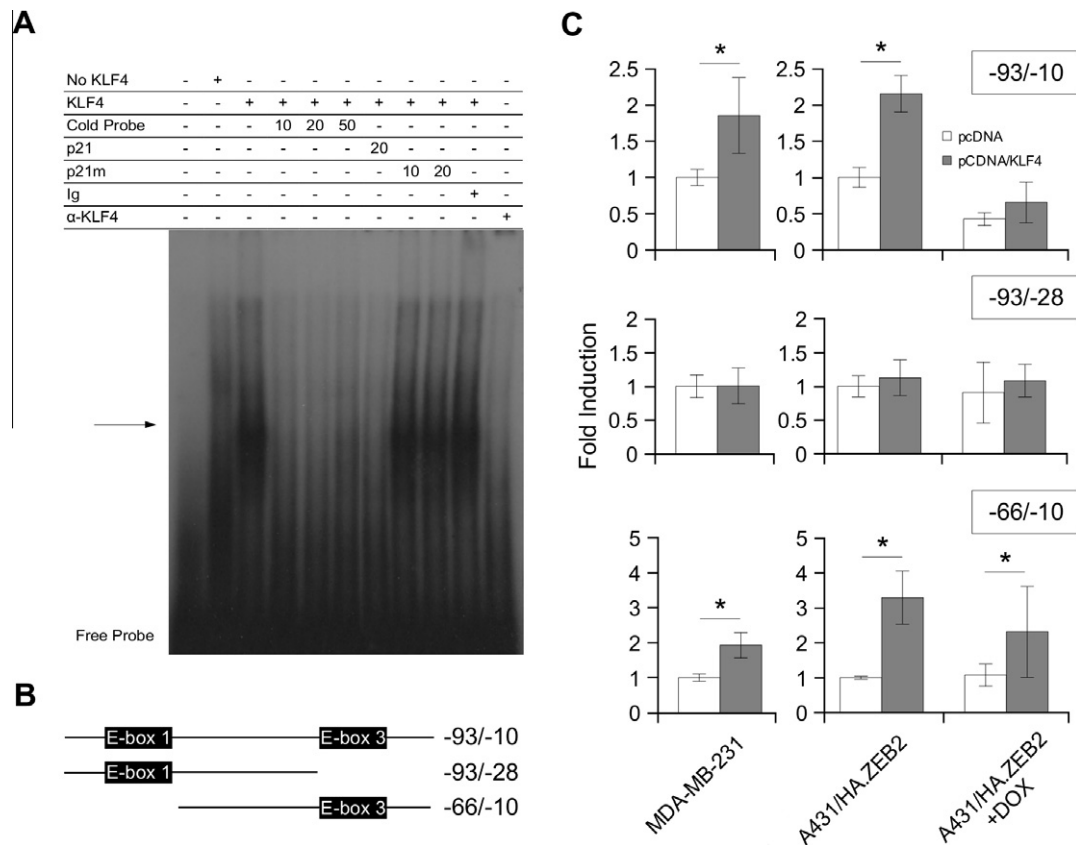 A
No KLF4 - + - - - - - - - - -
KLF4 - - + + + + + + + + -
Cold Probe - - - 10 20 50 - - - - -
p21 - - - - - - 20 - - - -
p21m - - - - - - - 10 20 - -
Ig - - - - - - - - - + -
α-KLF4 - - - - - - - - - - +
Free Probe
B
E-box 1 E-box 3 -93/-10
E-box 1 -93/-28
E-box 3 -66/-10
C
Fold Induction
-93/-10
2.5 2 1.5 1 0.5 0
*
2.5 2 1.5 1 0.5 0
*
pcDNA
pCDNA/KLF4
-93/-28
2 1.5 1 0.5 0
2 1.5 1 0.5 0
-66/-10
5 4 3 2 1 0
*
5 4 3 2 1 0
* *
MDA-MB-231
A431/HA.ZEB2
A431/HA.ZEB2
+DOX